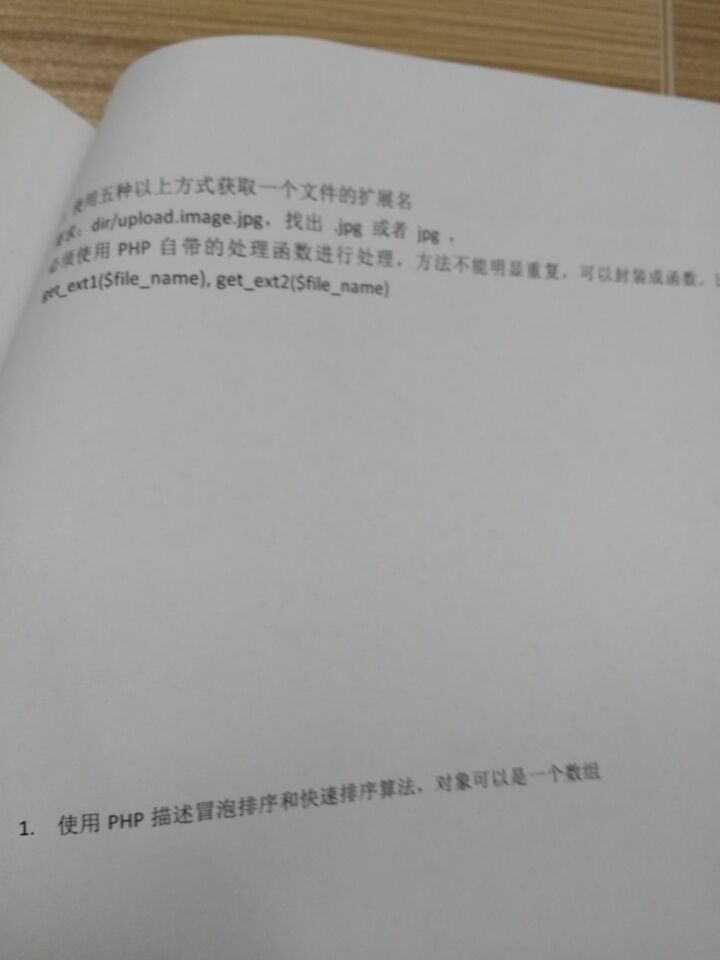 使用五种以上方式获取一个文件的扩展名
要求：dir/upload.image.jpg，找出 .jpg 或者 jpg，
必须使用 PHP 自带的处理函数进行处理，方法不能明显重复，可以封装成函数，
get_ext1($file_name), get_ext2($file_name)
1. 使用 PHP 描述冒泡排序和快速排序算法，对象可以是一个数组